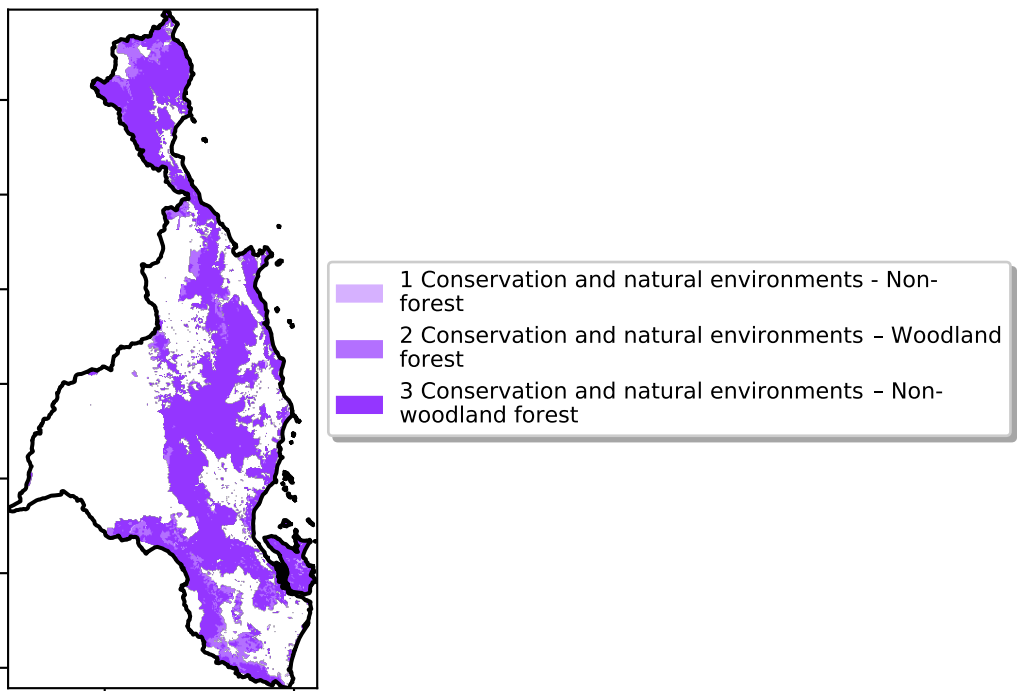 1 Conservation and natural environments - Non-
forest
2 Conservation and natural environments – Woodland
forest
3 Conservation and natural environments – Non-
woodland forest